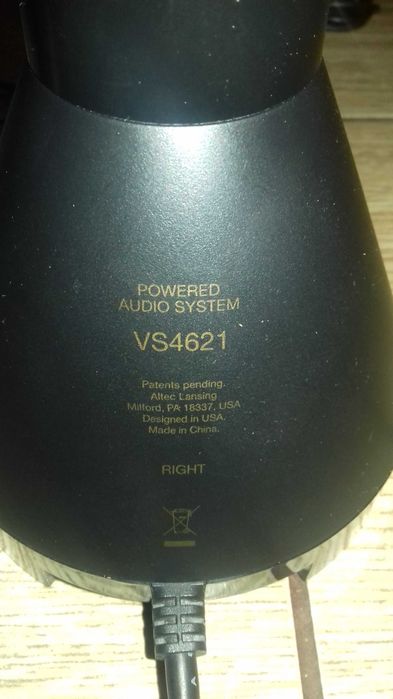 POWERED
AUDIO SYSTEM
VS4621
Patents pending.
Altec Lansing
Milford, PA 18337, USA
Designed in USA.
Made in China.
RIGHT